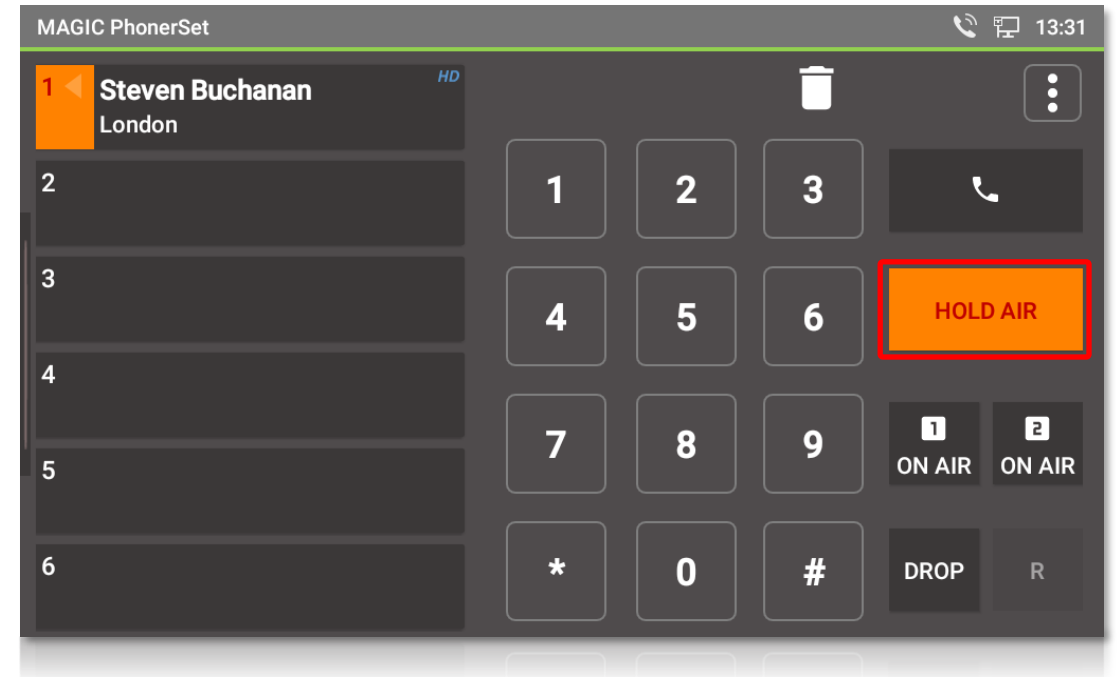 MAGIC PhonerSet
13:31
1
Steven Buchanan
HD
London
2
3
4
5
6
1 2 3
4 5 6
HOLD AIR
7 8 9
1 2
ON AIR ON AIR
* 0 #
DROP R